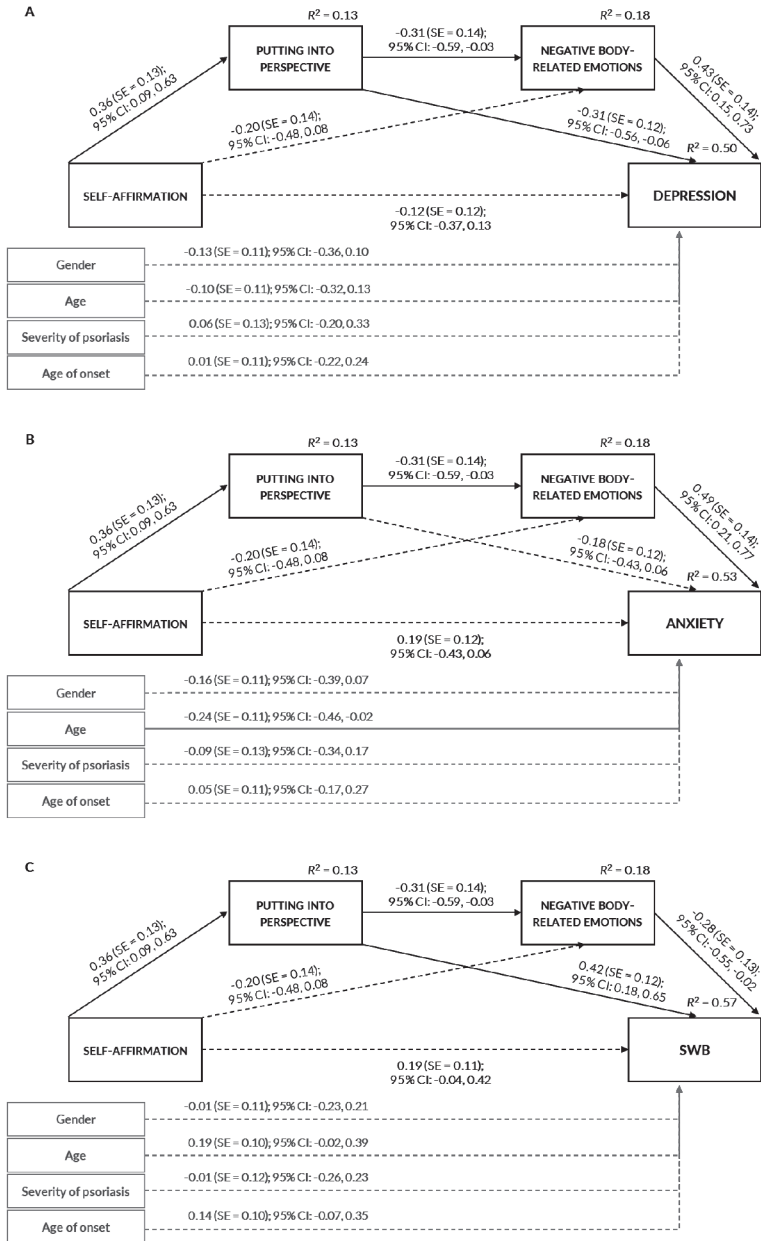 A
R² = 0.13
R² = 0.18
PUTTING INTO
PERSPECTIVE
-0.31 (SE = 0.14);
95% CI: -0.59, -0.03
NEGATIVE BODY-
RELATED EMOTIONS
0.36 (SE = 0.13);
95% CI: 0.09, 0.63
-0.20 (SE = 0.14);
95% CI: -0.48, 0.08
-0.31 (SE = 0.12);
95% CI: -0.56, -0.06
0.43 (SE = 0.14);
95% CI: 0.15, 0.73
R² = 0.50
SELF-AFFIRMATION
DEPRESSION
-0.12 (SE = 0.12);
95% CI: -0.37, 0.13
Gender
-0.13 (SE = 0.11); 95% CI: -0.36, 0.10
Age
-0.10 (SE = 0.11); 95% CI: -0.32, 0.13
Severity of psoriasis
0.06 (SE = 0.13); 95% CI: -0.20, 0.33
Age of onset
0.01 (SE = 0.11); 95% CI: -0.22, 0.24
B
R² = 0.13
R² = 0.18
PUTTING INTO
PERSPECTIVE
-0.31 (SE = 0.14);
95% CI: -0.59, -0.03
NEGATIVE BODY-
RELATED EMOTIONS
0.36 (SE = 0.13);
95% CI: 0.09, 0.63
-0.20 (SE = 0.14);
95% CI: -0.48, 0.08
-0.18 (SE = 0.12);
95% CI: -0.43, 0.06
0.49 (SE = 0.14);
95% CI: 0.21, 0.77
R² = 0.53
SELF-AFFIRMATION
ANXIETY
0.19 (SE = 0.12);
95% CI: -0.43, 0.06
Gender
-0.16 (SE = 0.11); 95% CI: -0.39, 0.07
Age
-0.24 (SE = 0.11); 95% CI: -0.46, -0.02
Severity of psoriasis
-0.09 (SE = 0.13); 95% CI: -0.34, 0.17
Age of onset
0.05 (SE = 0.11); 95% CI: -0.17, 0.27
C
R² = 0.13
R² = 0.18
PUTTING INTO
PERSPECTIVE
-0.31 (SE = 0.14);
95% CI: -0.59, -0.03
NEGATIVE BODY-
RELATED EMOTIONS
0.36 (SE = 0.13);
95% CI: 0.09, 0.63
-0.20 (SE = 0.14);
95% CI: -0.48, 0.08
0.42 (SE = 0.12);
95% CI: 0.18, 0.65
-0.28 (SE = 0.13);
95% CI: -0.55, -0.02
R² = 0.57
SELF-AFFIRMATION
SWB
0.19 (SE = 0.11);
95% CI: -0.04, 0.42
Gender
-0.01 (SE = 0.11); 95% CI: -0.23, 0.21
Age
0.19 (SE = 0.10); 95% CI: -0.02, 0.39
Severity of psoriasis
-0.01 (SE = 0.12); 95% CI: -0.26, 0.23
Age of onset
0.14 (SE = 0.10); 95% CI: -0.07, 0.35